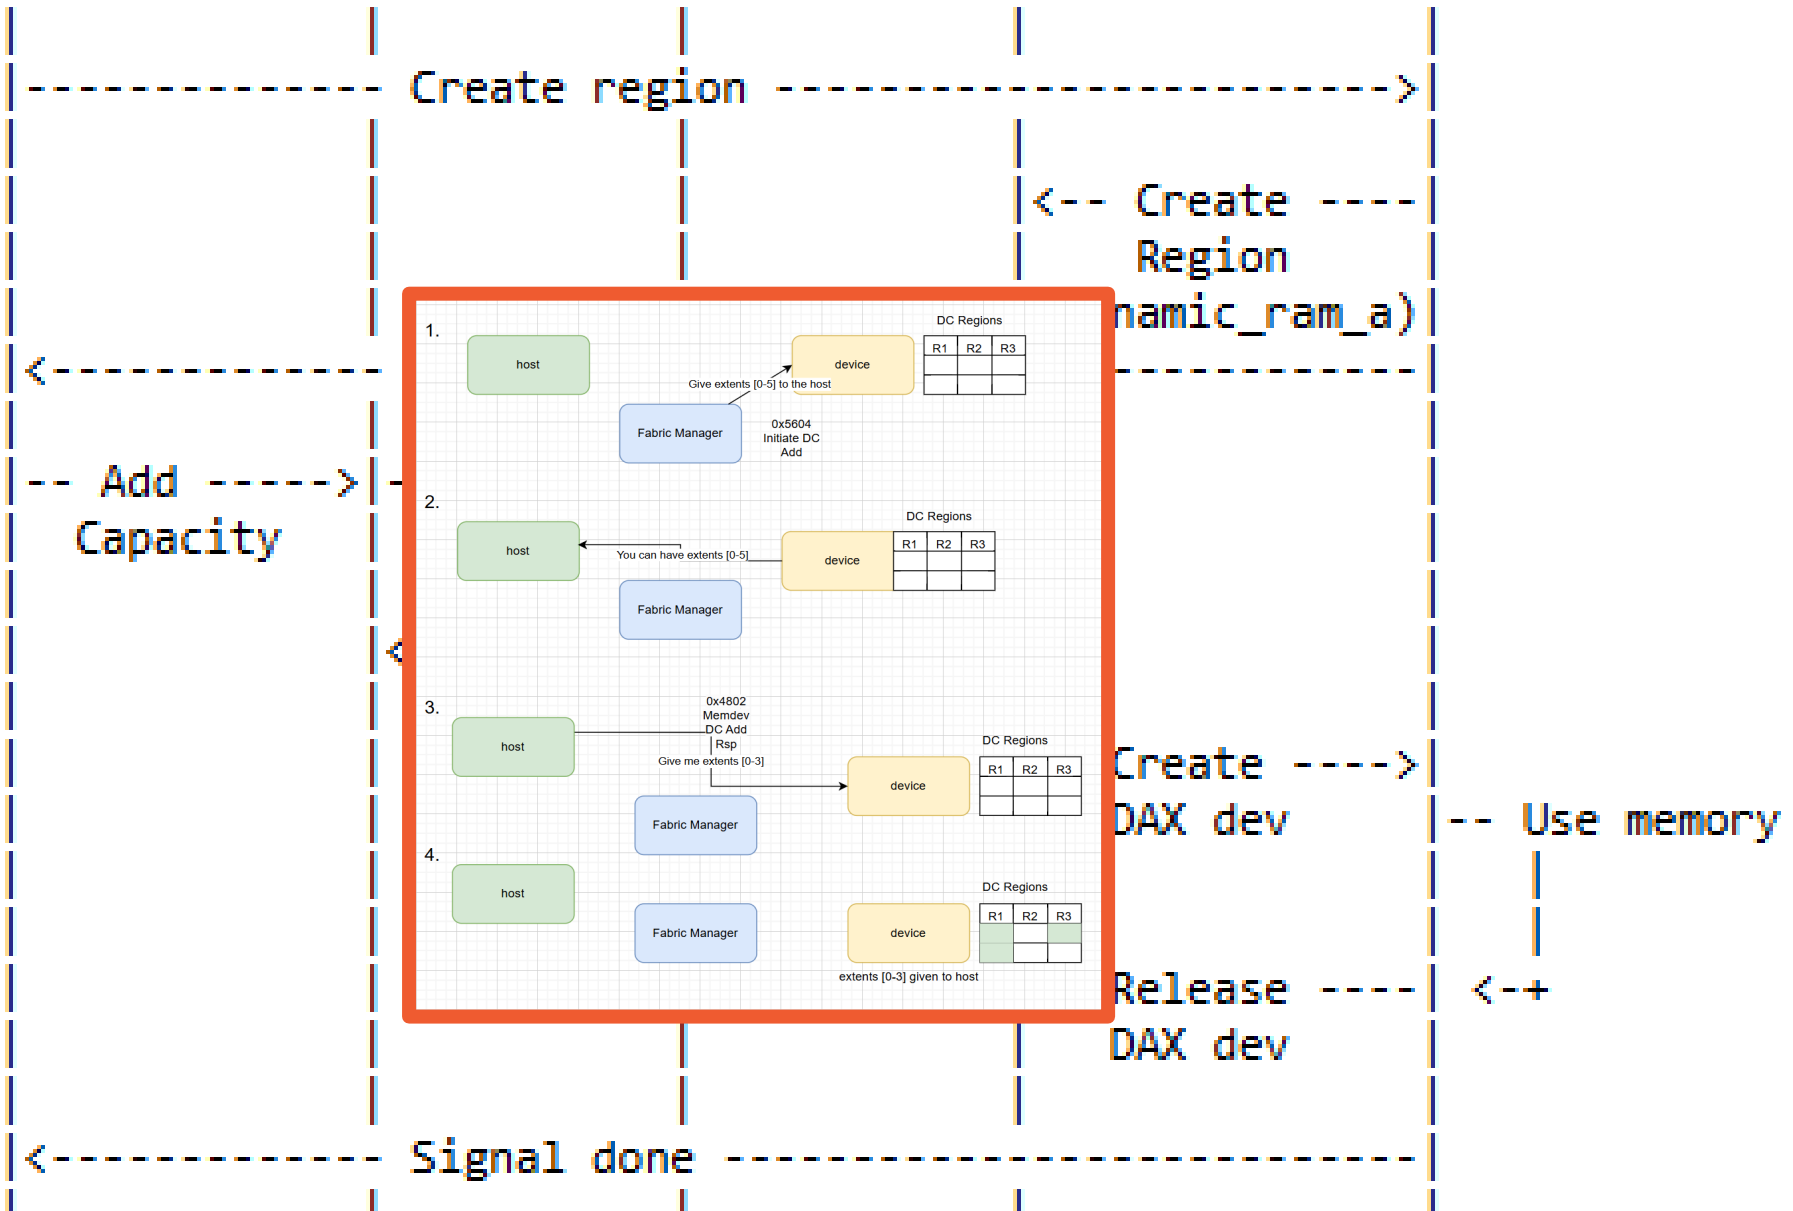 Create region
<-- Create ----
Region
namic_ram_a)
-- Add ----->
Capacity
1.
host
device
DC Regions
R1 R2 R3
Give extents [0-5] to the host
Fabric Manager
0x5604
Initiate DC
Add
2.
host
You can have extents [0-5]
device
DC Regions
R1 R2 R3
Fabric Manager
3.
host
0x4802
Memdev
DC Add
Rsp
Give me extents [0-3]
device
DC Regions
R1 R2 R3
Fabric Manager
4.
host
Fabric Manager
device
DC Regions
R1 R2 R3
extents [0-3] given to host
Create ---->
DAX dev
-- Use memory
Release ----
<-+
DAX dev
Signal done